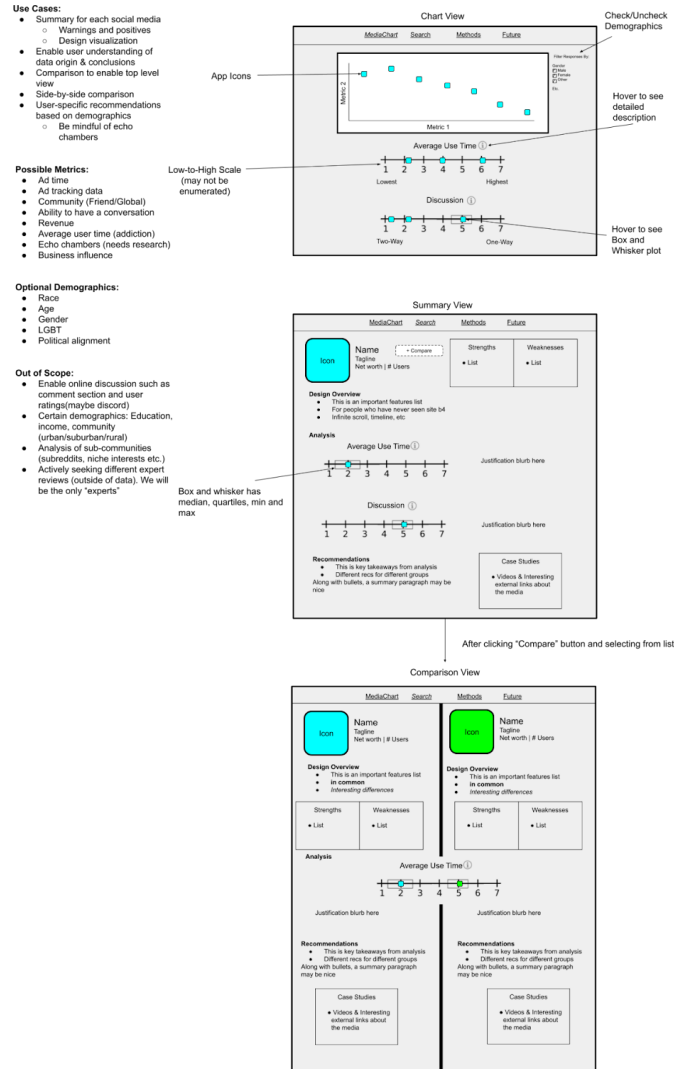 Use Cases:
● Summary for each social media
○ Warnings and positives
○ Design visualization
● Enable user understanding of
data origin & conclusions
● Comparison to enable top level
view
● Side-by-side comparison
● User-specific recommendations
based on demographics
○ Be mindful of echo
chambers
Possible Metrics:
● Ad time
● Ad tracking data
● Community (Friend/Global)
● Ability to have a conversation
● Revenue
● Average user time (addiction)
● Echo chambers (needs research)
● Business influence
Optional Demographics:
● Race
● Age
● Gender
● LGBT
● Political alignment
Out of Scope:
● Enable online discussion such as
comment section and user
ratings(maybe discord)
● Certain demographics: Education,
income, community
(urban/suburban/rural)
● Analysis of sub-communities
(subreddits, niche interests etc.)
● Actively seeking different expert
reviews (outside of data). We will
be the only “experts”
Chart View
MediaChart Search Methods Future
Check/Uncheck
Demographics
Filter Responses By:
Gender
Male
Female
Other
Etc.
App Icons
Metric 2
Metric 1
Hover to see
detailed
description
Average Use Time ⓘ
Low-to-High Scale
(may not be
enumerated)
1 2 3 4 5 6 7
Lowest Highest
Discussion ⓘ
1 2 3 4 5 6 7
Two-Way One-Way
Hover to see
Box and
Whisker plot
Summary View
MediaChart Search Methods Future
Icon
Name
Tagline
Net worth | # Users
+ Compare
Strengths
● List
Weaknesses
● List
Design Overview
● This is an important features list
● For people who have never seen site b4
● Infinite scroll, timeline, etc
Analysis
Average Use Time ⓘ
1 2 3 4 5 6 7
Justification blurb here
Box and whisker has
median, quartiles, min and
max
Discussion ⓘ
1 2 3 4 5 6 7
Justification blurb here
Recommendations
● This is key takeaways from analysis
● Different recs for different groups
Along with bullets, a summary paragraph may be
nice
Case Studies
● Videos & Interesting
external links about
the media
After clicking “Compare” button and selecting from list
Comparison View
MediaChart Search Methods Future
Icon
Name
Tagline
Net worth | # Users
Icon
Name
Tagline
Net worth | # Users
Design Overview
● This is an important features list
● in common
● Interesting differences
Design Overview
● This is an important features list
● in common
● Interesting differences
Strengths
● List
Weaknesses
● List
Strengths
● List
Weaknesses
● List
Analysis
Average Use Time ⓘ
1 2 3 4 5 6 7
Justification blurb here
Justification blurb here
Recommendations
● This is key takeaways from analysis
● Different recs for different groups
Along with bullets, a summary paragraph
may be nice
Recommendations
● This is key takeaways from analysis
● Different recs for different groups
Along with bullets, a summary paragraph
may be nice
Case Studies
● Videos & Interesting
external links about
the media
Case Studies
● Videos & Interesting
external links about
the media